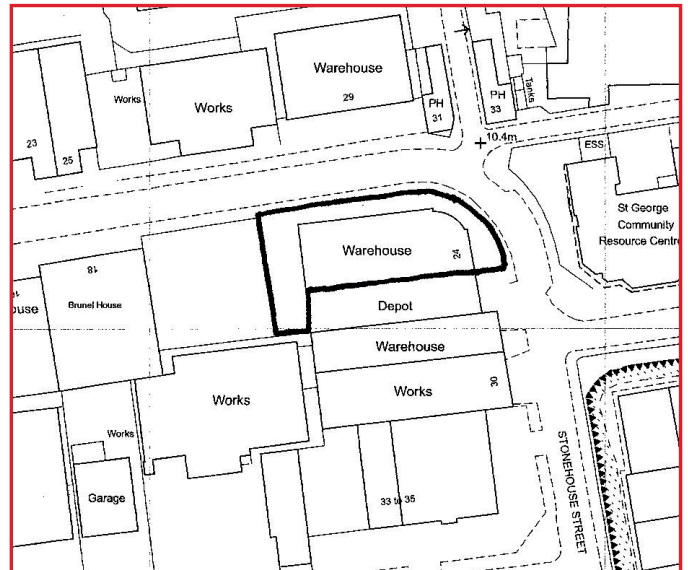 Warehouse
29
PH
31
PH
33
Tanks
10.4m
Works
Works
23
25
ESS
St George
Community
Resource Centre
Warehouse
24
18
Brunel House
ouse
Depot
Warehouse
Works
30
Works
Works
Garage
33 to 35
STONEHOUSE STREET